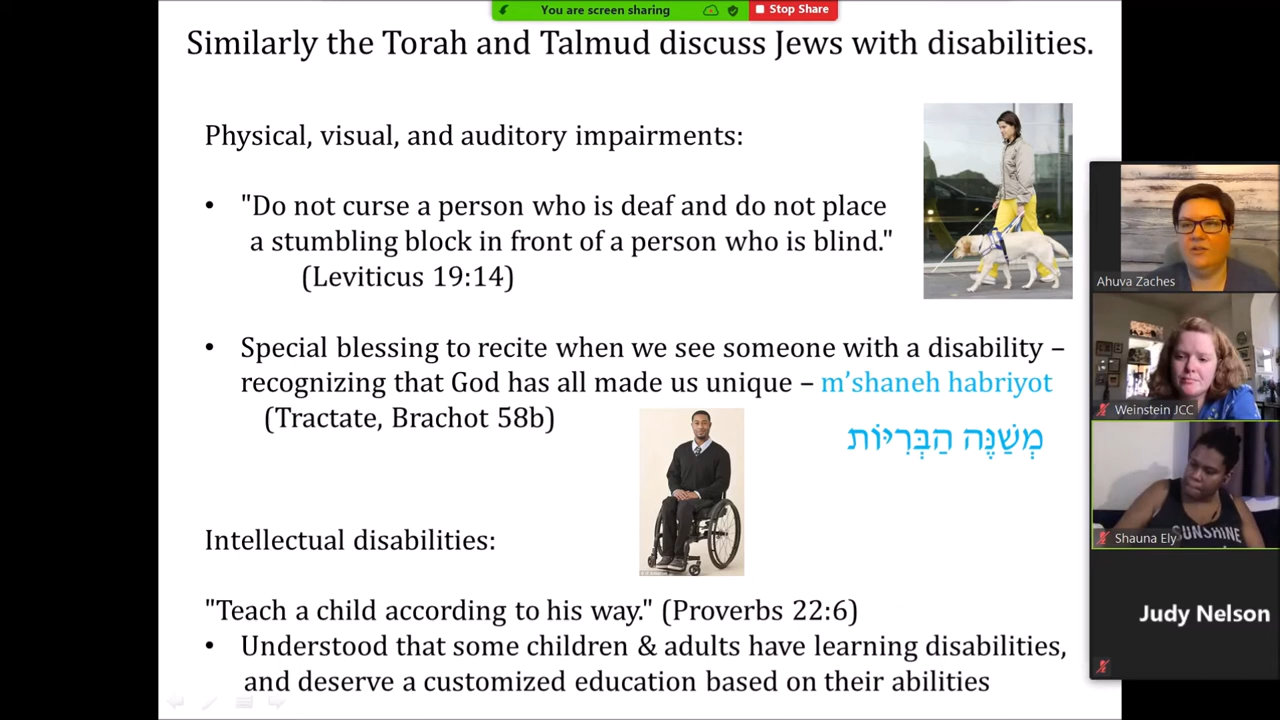 You are screen sharing
Stop Share
Similarly the Torah and Talmud discuss Jews with disabilities.
Physical, visual, and auditory impairments:
• "Do not curse a person who is deaf and do not place
a stumbling block in front of a person who is blind."
(Leviticus 19:14)
• Special blessing to recite when we see someone with a disability –
recognizing that God has all made us unique – m'shaneh habriyot
(Tractate, Brachot 58b)
מְשַׁנֶּה הַבְּרִיּוֹת
Intellectual disabilities:
"Teach a child according to his way." (Proverbs 22:6)
• Understood that some children & adults have learning disabilities,
and deserve a customized education based on their abilities
Ahuva Zaches
Weinstein JCC
SUNSHINE
Shauna Ely
Judy Nelson